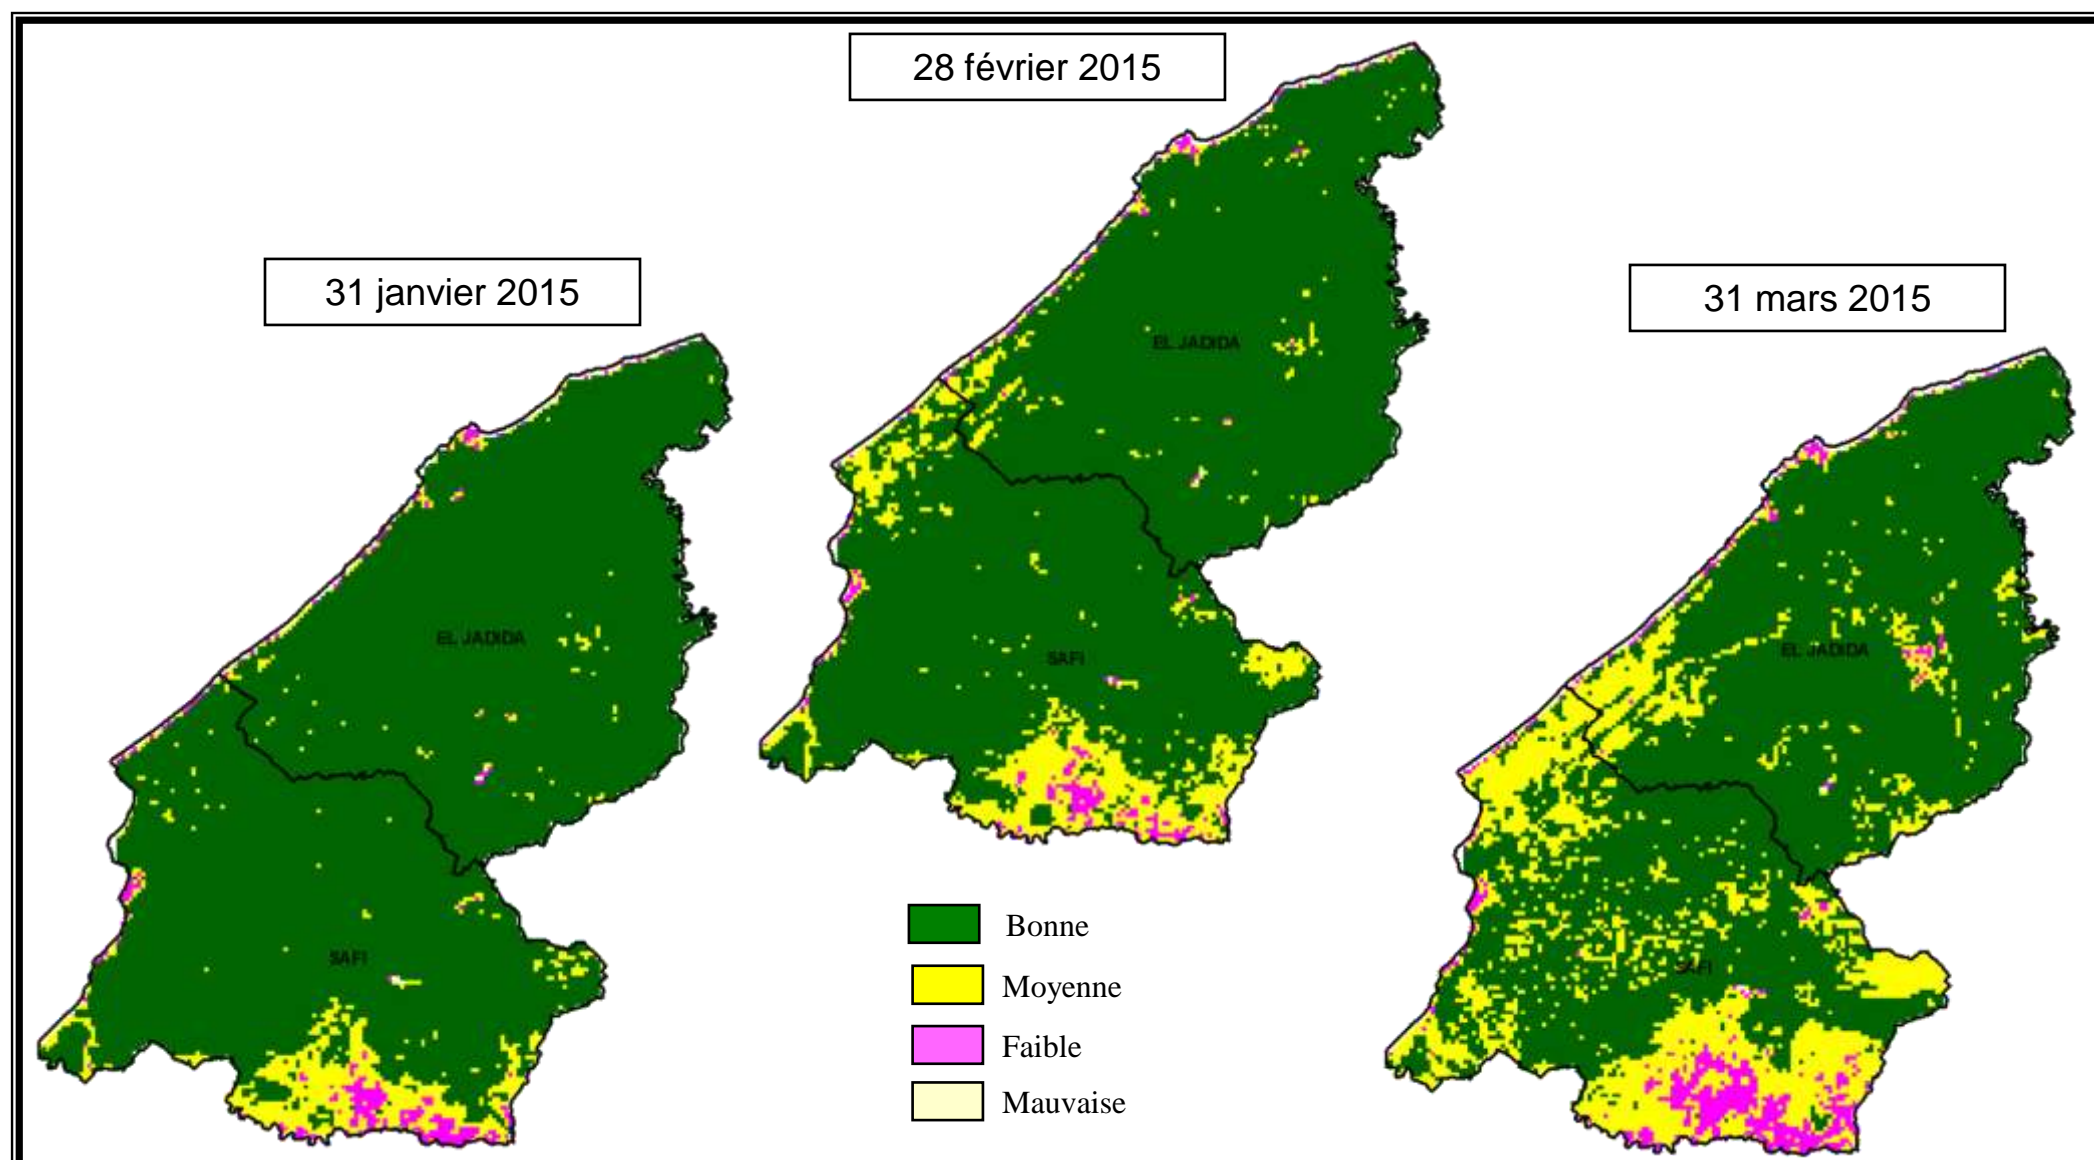 28 février 2015
31 janvier 2015
31 mars 2015
EL JADIDA
EL JADIDA
EL JADIDA
SAFI
SAFI
SAFI
Bonne
Moyenne
Faible
Mauvaise